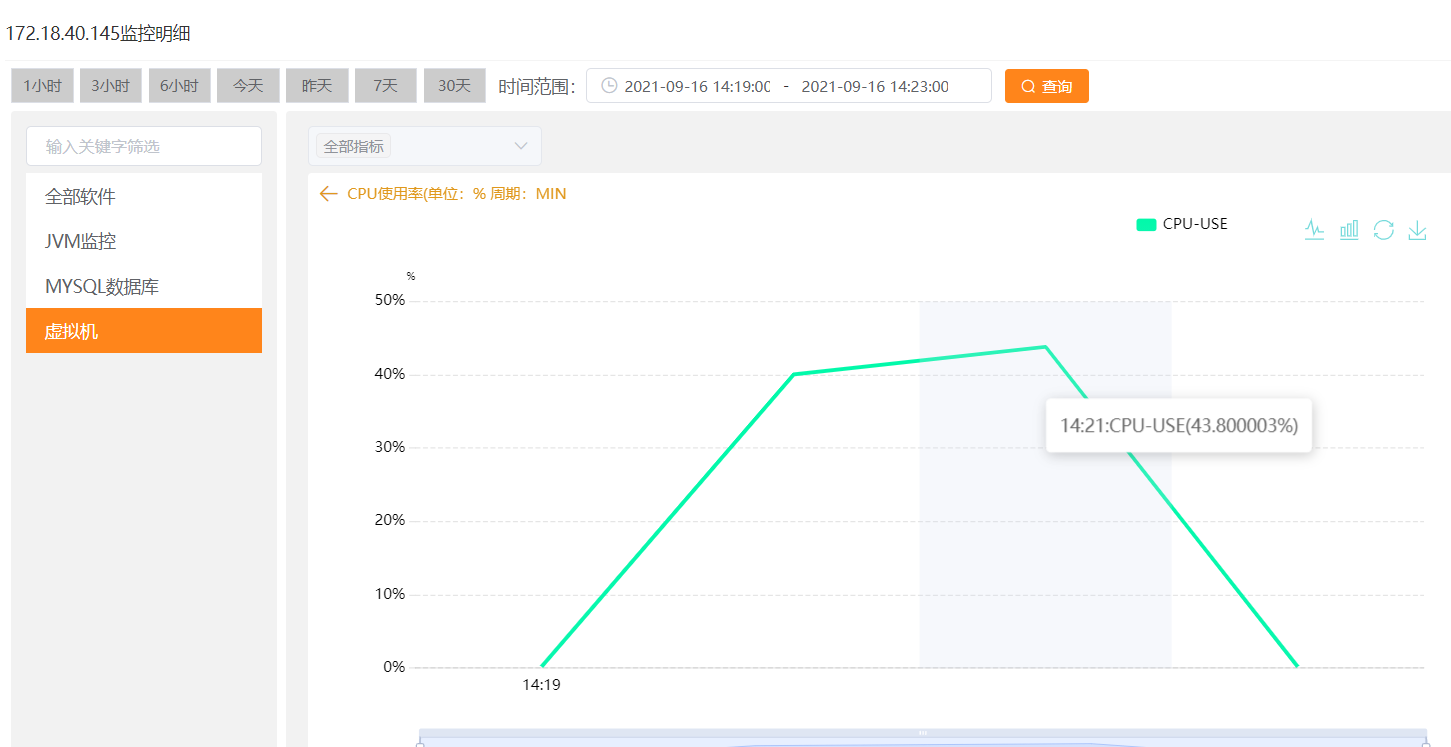 172.18.40.145监控明细
1小时 3小时 6小时 今天 昨天 7天 30天 时间范围： 2021-09-16 14:19:00 - 2021-09-16 14:23:00 查询
输入关键字筛选
全部软件
JVM监控
MYSQL数据库
虚拟机
全部指标
CPU使用率(单位：% 周期：MIN
CPU-USE
%
50%
40%
14:21:CPU-USE(43.800003%)
30%
20%
10%
0%
14:19